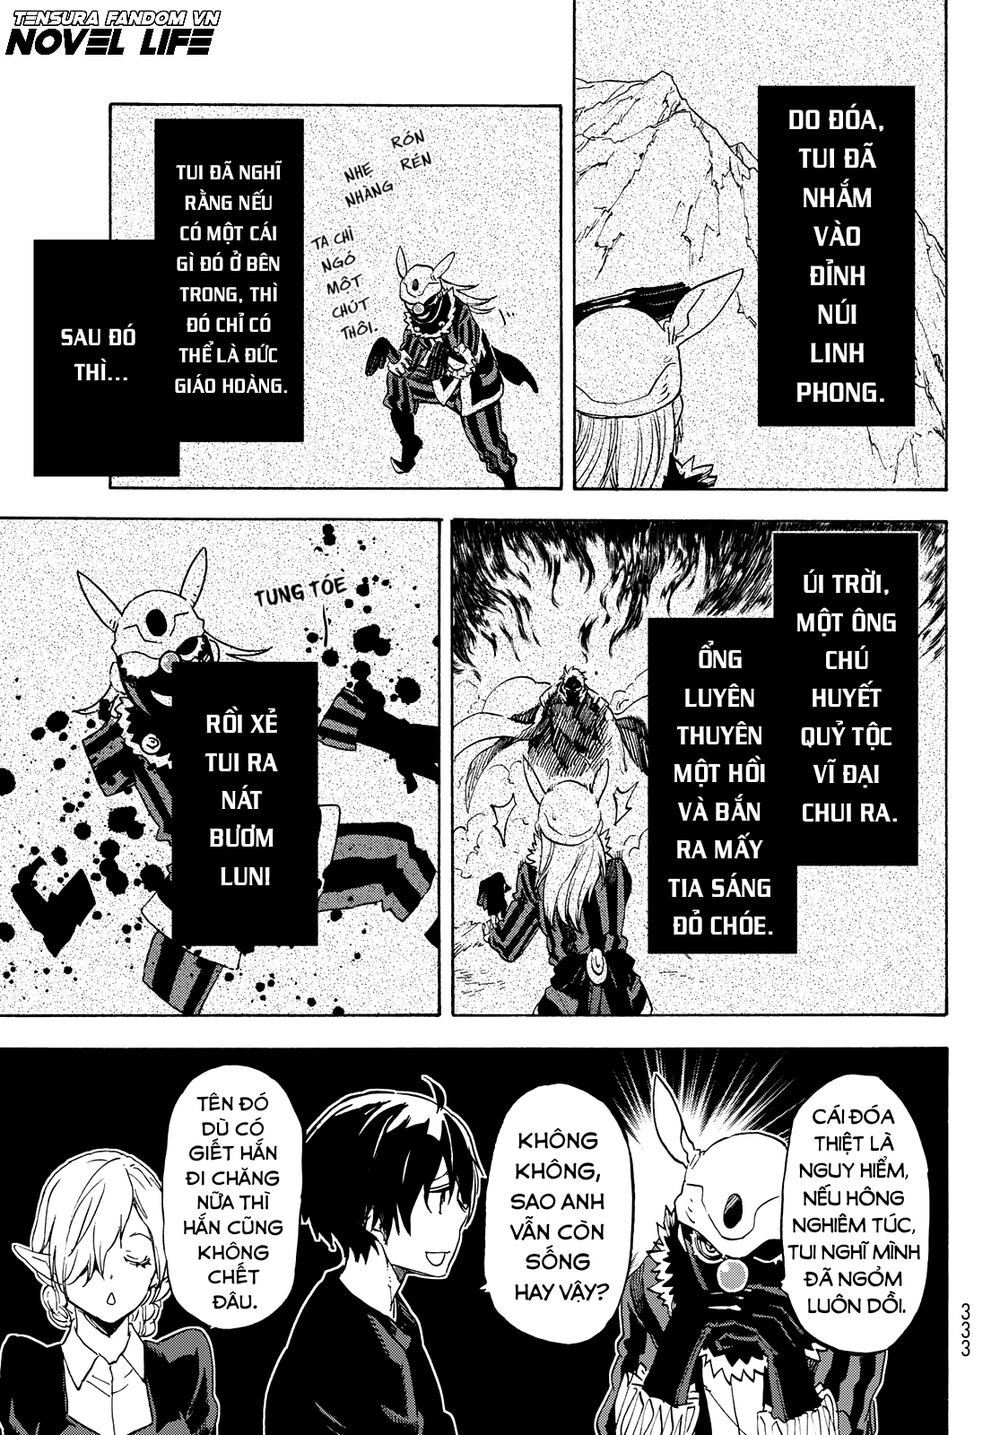 TENSURA FANDOM VN
NOVEL LIFE
DO ĐÓA,
TUI ĐÃ
NHẮM
VÀO
ĐỈNH
NÚI
LINH
PHONG.
RÓN
RÉN
NHẸ
NHÀNG
TA CHỈ
NGÓ
MỘT
CHÚT
THÔI.
TUI ĐÃ NGHĨ
RẰNG NẾU
CÓ MỘT CÁI
GÌ ĐÓ Ở BÊN
TRONG, THÌ
ĐÓ CHỈ CÓ
THỂ LÀ ĐỨC
GIÁO HOÀNG.
SAU ĐÓ
THÌ...
ÚI TRỜI,
MỘT ÔNG
CHÚ
HUYẾT
QUỶ TỘC
VĨ ĐẠI
CHUI RA.
ỔNG
LUYÊN
THUYÊN
MỘT HỒI
VÀ BẮN
RA MẤY
TIA SÁNG
ĐỎ CHÓE.
TUNG TÓE
RỒI XẺ
TUI RA
NÁT
BƯƠM
LUN!
CÁI ĐÓA
THIỆT LÀ
NGUY HIỂM,
NẾU HÔNG
NGHIÊM TÚC,
TUI NGHĨ MÌNH
ĐÃ NGỎM
LUÔN DỒI.
KHÔNG
KHÔNG,
SAO ANH
VẪN CÒN
SỐNG
HAY VẬY?
TÊN ĐÓ
DÙ CÓ
GIẾT HẮN
ĐI CHĂNG
NỮA THÌ
HẮN CŨNG
KHÔNG
CHẾT
ĐÂU.
333